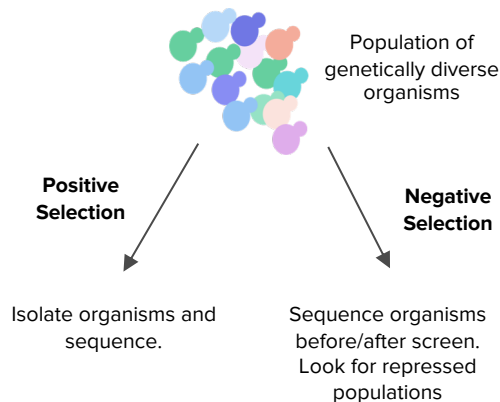 Population of
genetically diverse
organisms
Positive
Selection
Negative
Selection
Isolate organisms and
sequence.
Sequence organisms
before/after screen.
Look for repressed
populations